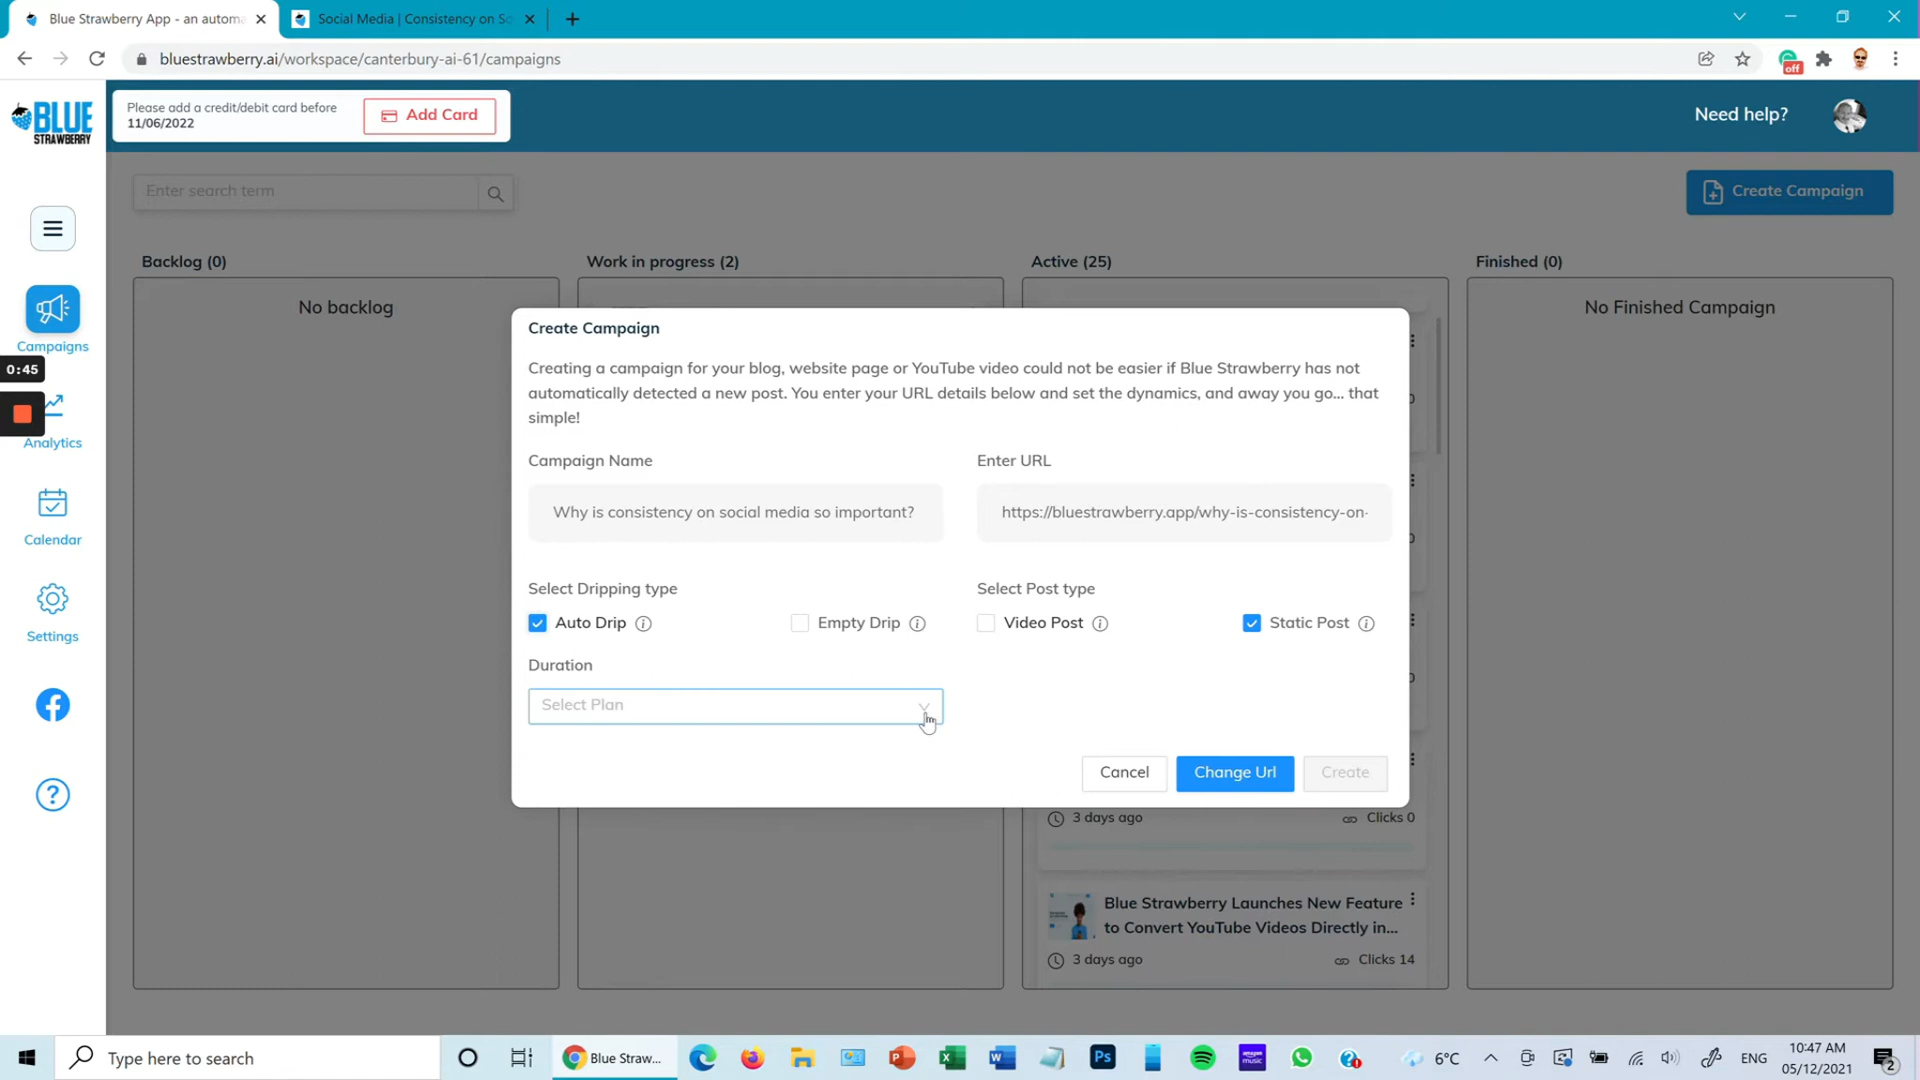 Blue Strawberry App - an automa
Social Media | Consistency on So
bluestrawberry.ai/workspace/canterbury-ai-61/campaigns
off
BLUE
STRAWBERRY
Please add a credit/debit card before
11/06/2022
Add Card
Need help?
Enter search term
Create Campaign
Backlog (0)
Work in progress (2)
Active (25)
Finished (0)
No backlog
No Finished Campaign
Campaigns
0:45
Analytics
Calendar
Settings
Create Campaign
Creating a campaign for your blog, website page or YouTube video could not be easier if Blue Strawberry has not
automatically detected a new post. You enter your URL details below and set the dynamics, and away you go... that
simple!
Campaign Name
Enter URL
Why is consistency on social media so important?
https://bluestrawberry.app/why-is-consistency-on-
Select Dripping type
Select Post type
Auto Drip
Empty Drip
Video Post
Static Post
Duration
Select Plan
Cancel
Change Url
Create
3 days ago
Clicks 0
Blue Strawberry Launches New Feature
to Convert YouTube Videos Directly in...
3 days ago
Clicks 14
Type here to search
Blue Straw...
6°C
ENG
10:47 AM
05/12/2021
2